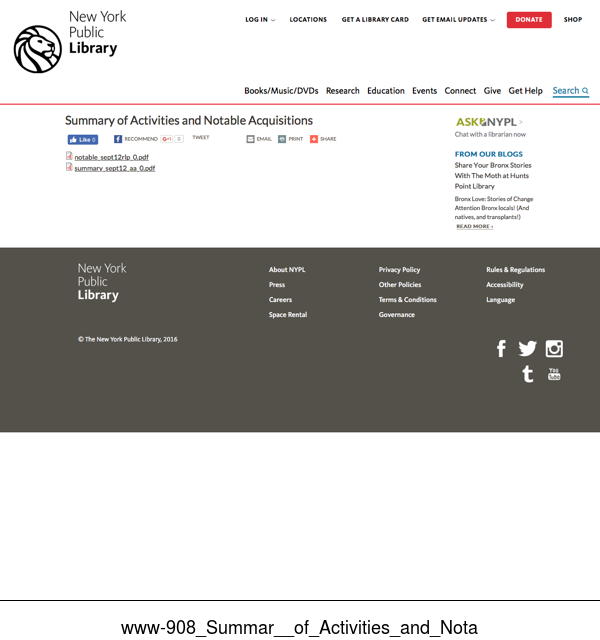 New York
Public
Library
LOG IN
LOCATIONS
GET A LIBRARY CARD
GET EMAIL UPDATES
DONATE
SHOP
Books/Music/DVDs Research Education Events Connect Give Get Help Search
Summary of Activities and Notable Acquisitions
Like 0
RECOMMEND
G+1 0
TWEET
EMAIL
PRINT
SHARE
notable_sept12rlp_0.pdf
summary_sept12_aa_0.pdf
ASK NYPL >
Chat with a librarian now
FROM OUR BLOGS
Share Your Bronx Stories
With The Moth at Hunts
Point Library
Bronx Love: Stories of Change
Attention Bronx locals! (And
natives, and transplants!)
READ MORE ›
New York
Public
Library
About NYPL
Press
Careers
Space Rental
Privacy Policy
Other Policies
Terms & Conditions
Governance
Rules & Regulations
Accessibility
Language
© The New York Public Library, 2016
f
t
You
Tube
www-908_Summar__of_Activities_and_Nota